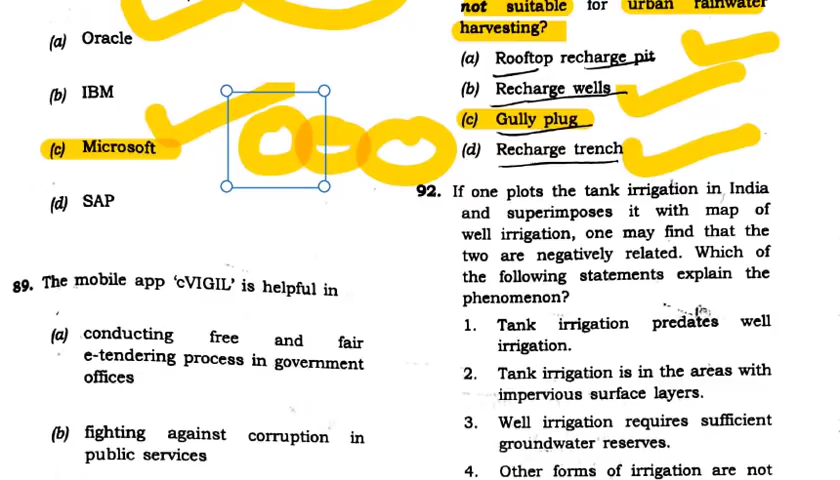 (a) Oracle
(b) IBM
(c) Microsoft
(d) SAP
89. The mobile app ‘cVIGIL’ is helpful in
(a) conducting free and fair
e-tendering process in government
offices
(b) fighting against corruption in
public services
not suitable for urban rainwater
harvesting?
(a) Rooftop recharge pit
(b) Recharge wells
(c) Gully plug
(d) Recharge trench
92. If one plots the tank irrigation in India
and superimposes it with map of
well irrigation, one may find that the
two are negatively related. Which of
the following statements explain the
phenomenon?
1. Tank irrigation predates well
irrigation.
2. Tank irrigation is in the areas with
impervious surface layers.
3. Well irrigation requires sufficient
groundwater reserves.
4. Other forms of irrigation are not